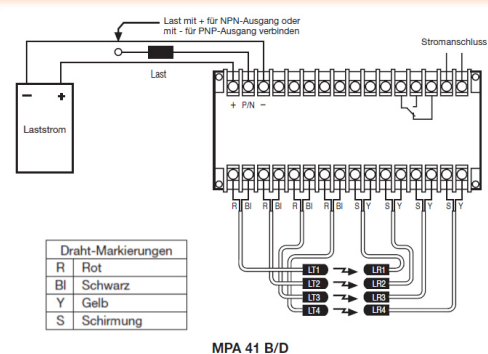 Last mit + für NPN-Ausgang oder
mit - für PNP-Ausgang verbinden
Stromanschluss
Last
− +
Laststrom
+ P/N −
R Bl R Bl R Bl R Bl S Y S Y S Y S Y
LT1 LR1
LT2 LR2
LT3 LR3
LT4 LR4
Draht-Markierungen
R Rot
Bl Schwarz
Y Gelb
S Schirmung
MPA 41 B/D